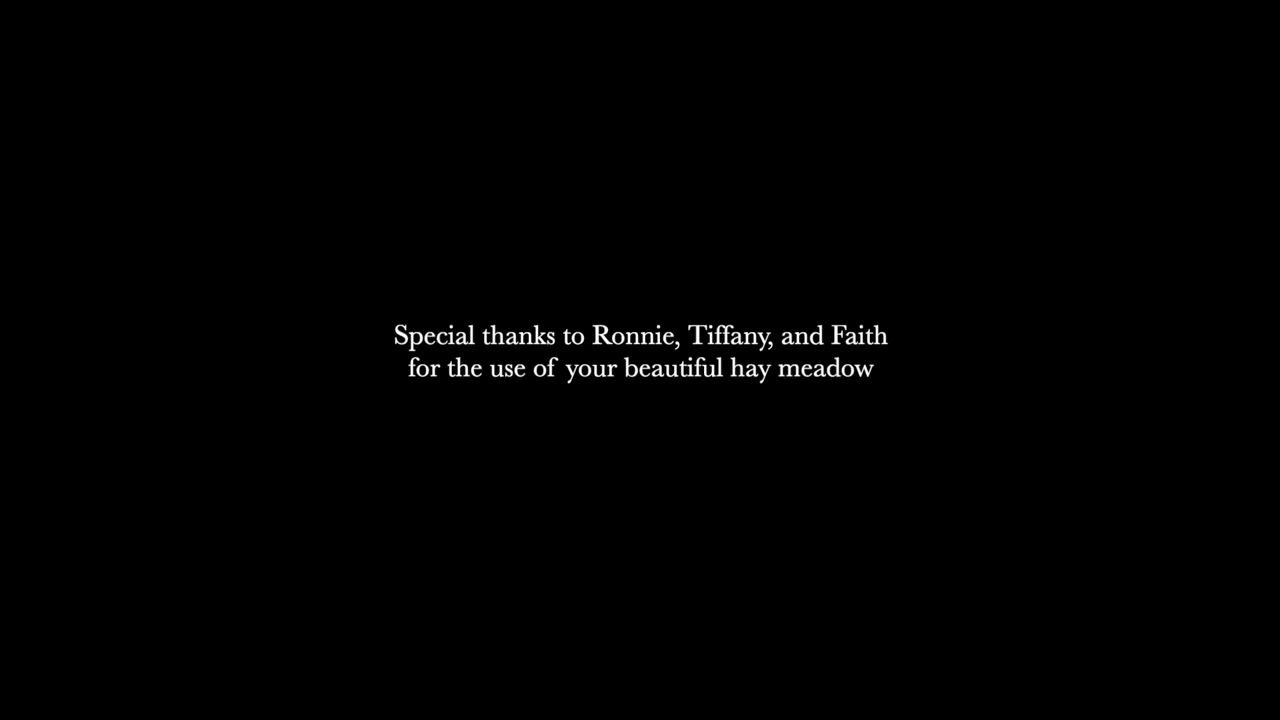 Special thanks to Ronnie, Tiffany, and Faith
for the use of your beautiful hay meadow